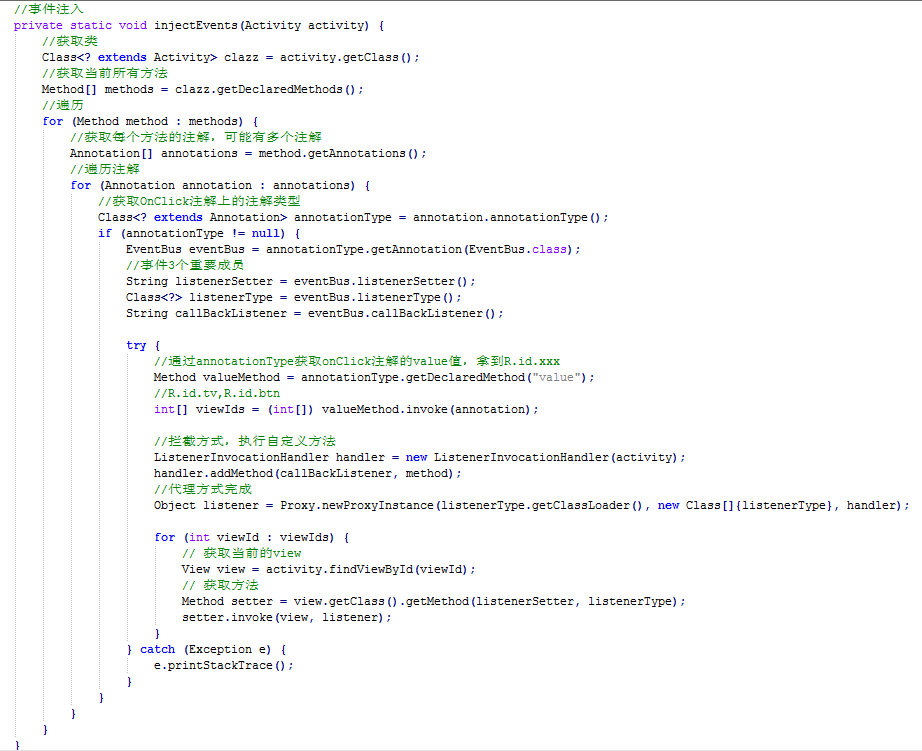 //事件注入
private static void injectEvents(Activity activity) {
    //获取类
    Class<? extends Activity> clazz = activity.getClass();
    //获取当前所有方法
    Method[] methods = clazz.getDeclaredMethods();
    //遍历
    for (Method method : methods) {
        //获取每个方法的注解，可能有多个注解
        Annotation[] annotations = method.getAnnotations();
        //遍历注解
        for (Annotation annotation : annotations) {
            //获取OnClick注解上的注解类型
            Class<? extends Annotation> annotationType = annotation.annotationType();
            if (annotationType != null) {
                EventBus eventBus = annotationType.getAnnotation(EventBus.class);
                //事件3个重要成员
                String listenerSetter = eventBus.listenerSetter();
                Class<?> listenerType = eventBus.listenerType();
                String callBackListener = eventBus.callBackListener();

                try {
                    //通过annotationType获取onClick注解的value值，拿到R.id.xxx
                    Method valueMethod = annotationType.getDeclaredMethod("value");
                    //R.id.tv,R.id.btn
                    int[] viewIds = (int[]) valueMethod.invoke(annotation);

                    //拦截方式，执行自定义方法
                    ListenerInvocationHandler handler = new ListenerInvocationHandler(activity);
                    handler.addMethod(callBackListener, method);
                    //代理方式完成
                    Object listener = Proxy.newProxyInstance(listenerType.getClassLoader(), new Class[]{listenerType}, handler);

                    for (int viewId : viewIds) {
                        // 获取当前的view
                        View view = activity.findViewById(viewId);
                        // 获取方法
                        Method setter = view.getClass().getMethod(listenerSetter, listenerType);
                        setter.invoke(view, listener);
                    }
                } catch (Exception e) {
                    e.printStackTrace();
                }
            }
        }
    }
}